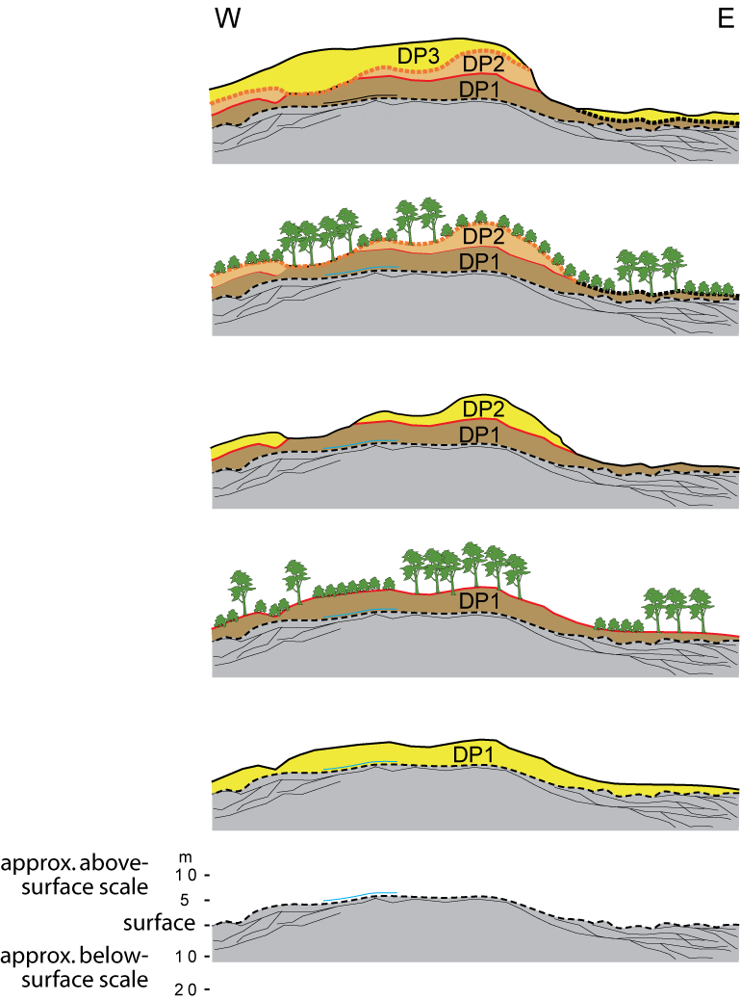 W E
DP3
DP2
DP1
DP2
DP1
DP2
DP1
DP1
DP1
m
approx. above-
surface scale
10 -
5 -
surface -
approx. below-
surface scale
10 -
20 -